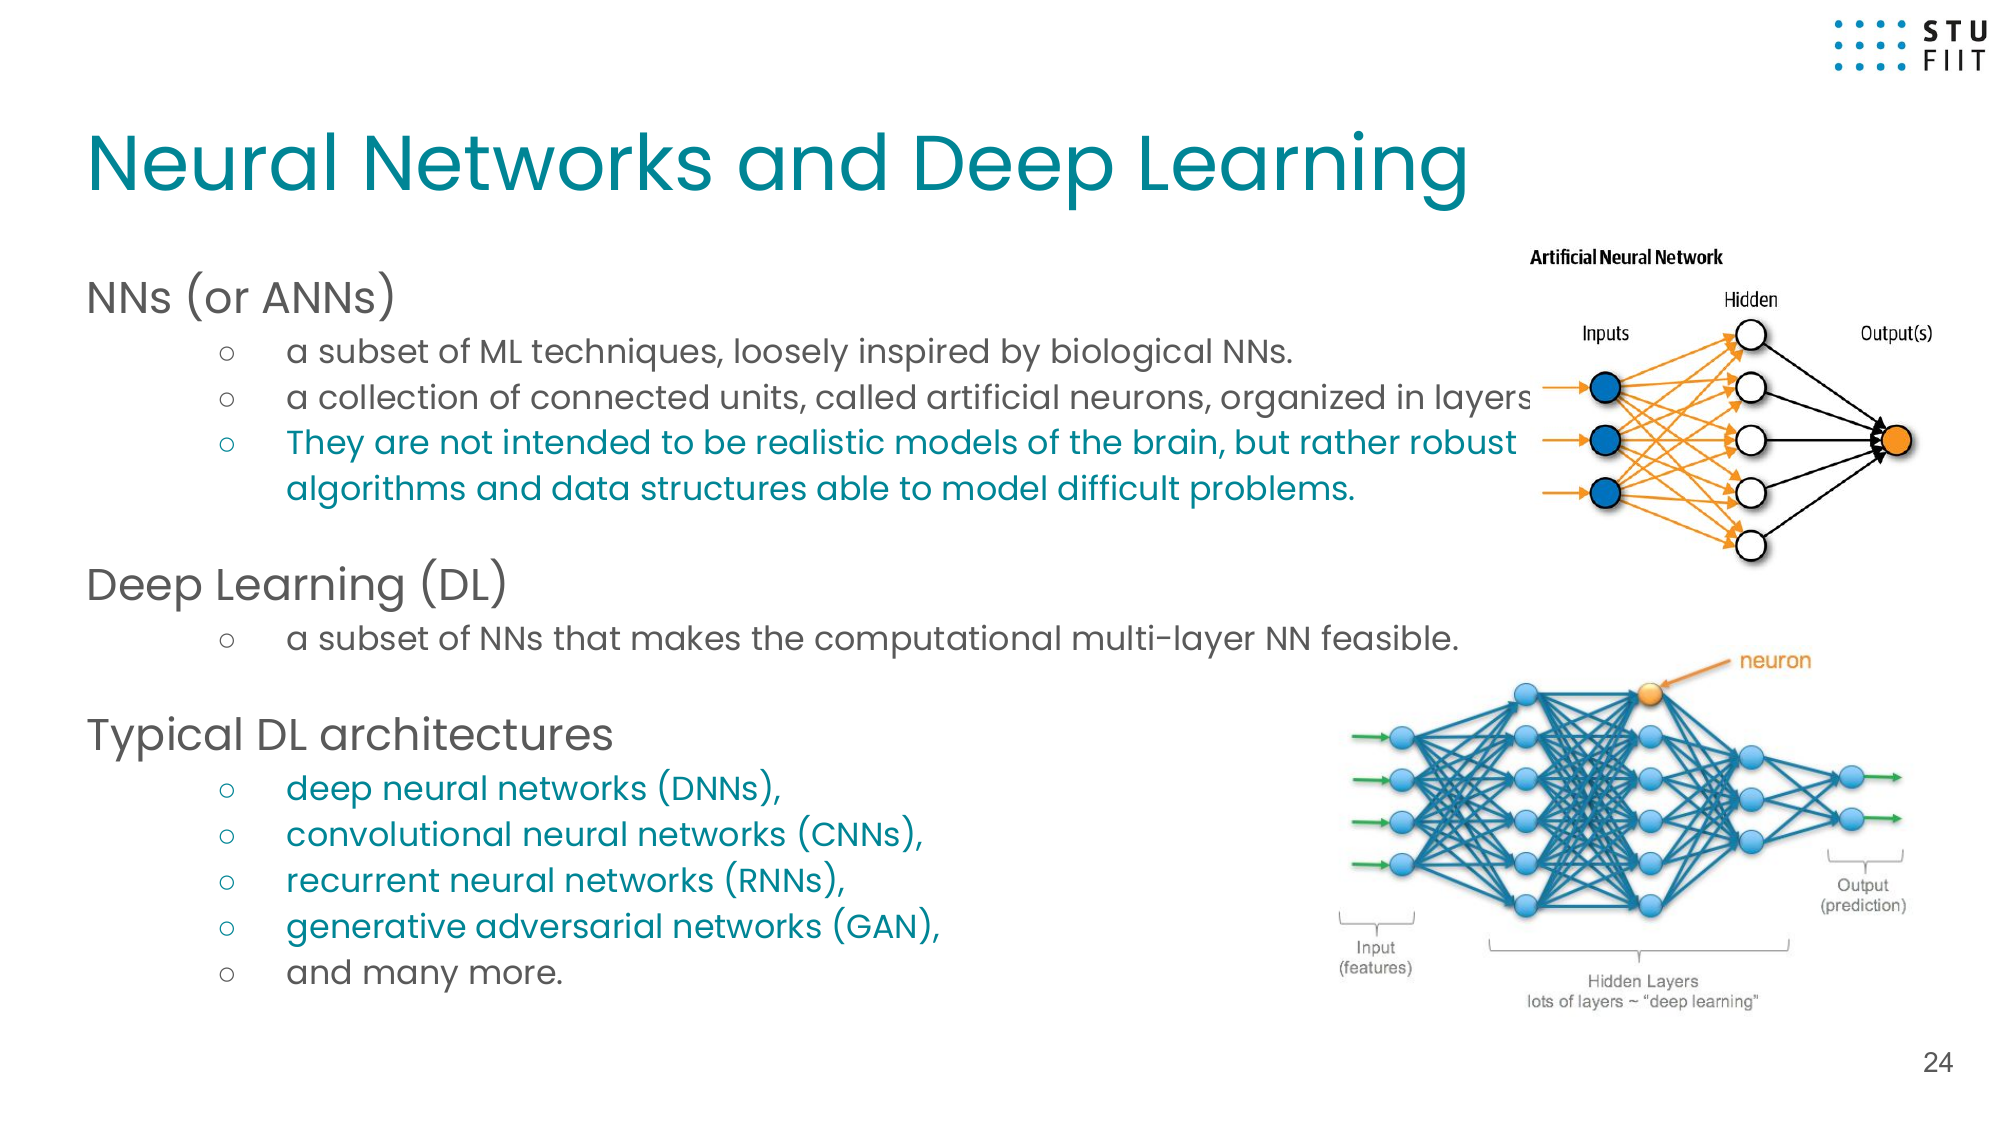 STU
FIIT
Neural Networks and Deep Learning
NNs (or ANNs)
○ a subset of ML techniques, loosely inspired by biological NNs.
○ a collection of connected units, called artificial neurons, organized in layers
○ They are not intended to be realistic models of the brain, but rather robust
algorithms and data structures able to model difficult problems.
Deep Learning (DL)
○ a subset of NNs that makes the computational multi-layer NN feasible.
Typical DL architectures
○ deep neural networks (DNNs),
○ convolutional neural networks (CNNs),
○ recurrent neural networks (RNNs),
○ generative adversarial networks (GAN),
○ and many more.
Artificial Neural Network
Hidden
Inputs
Output(s)
neuron
Output
(prediction)
Input
(features)
Hidden Layers
lots of layers ~ “deep learning”
24